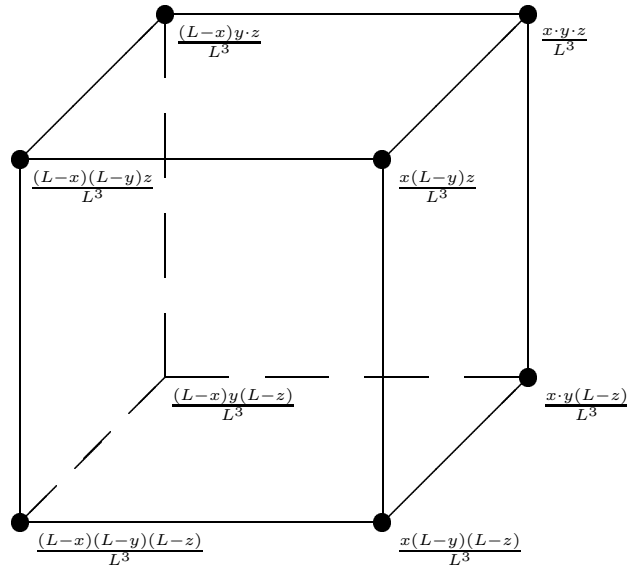 (L−x)y·z/L³
x·y·z/L³
(L−x)(L−y)z/L³
x(L−y)z/L³
(L−x)y(L−z)/L³
x·y(L−z)/L³
(L−x)(L−y)(L−z)/L³
x(L−y)(L−z)/L³